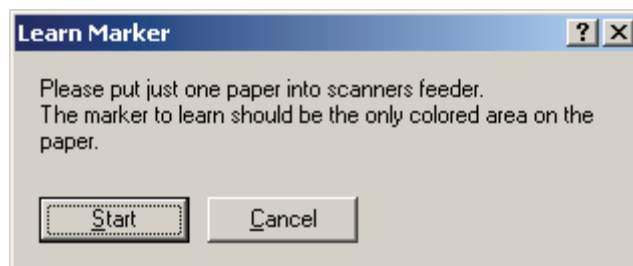 Learn Marker
Please put just one paper into scanners feeder.
The marker to learn should be the only colored area on the
paper.
Start Cancel